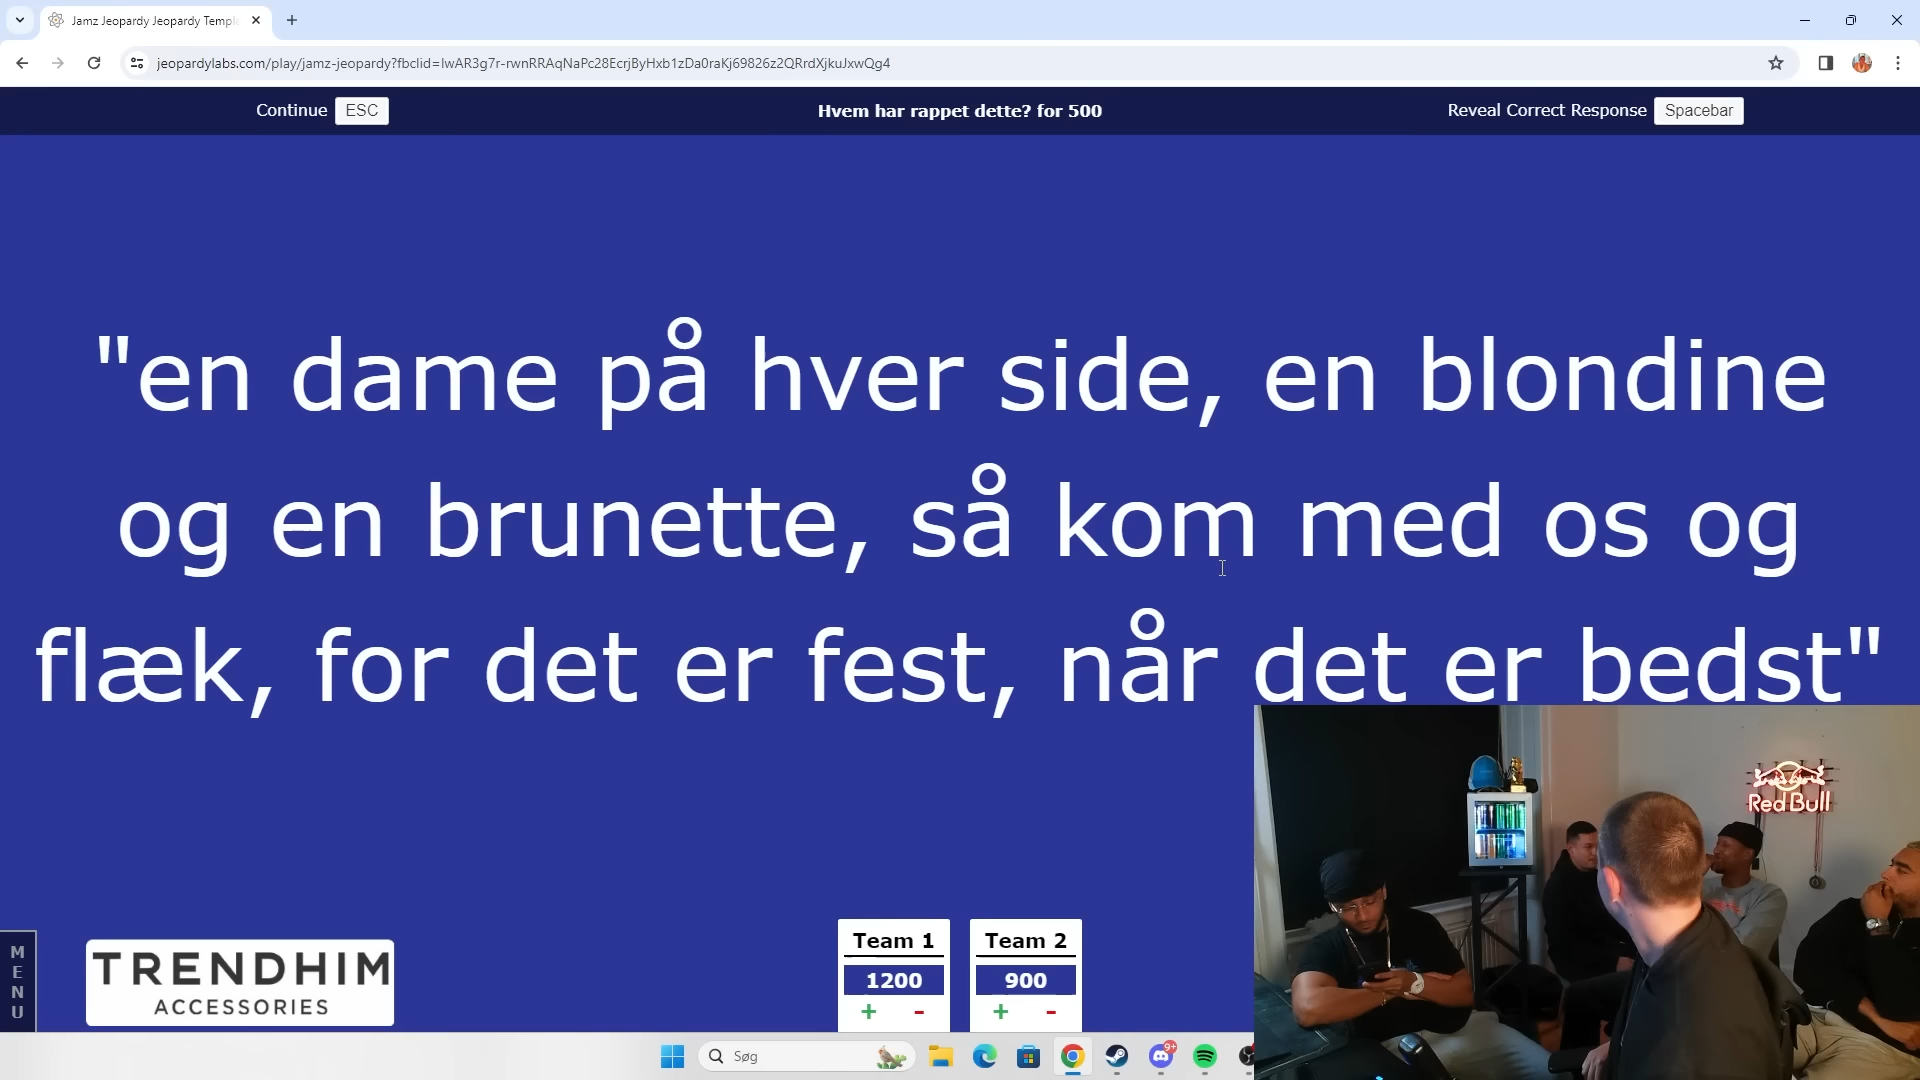 Jamz Jeopardy Jeopardy Templ
jeopardylabs.com/play/jamz-jeopardy?fbclid=IwAR3g7r-rwnRRAqNaPc28EcrjByHxb1zDa0raKj69826z2QRrdXjkuJxwQg4
Continue ESC
Hvem har rappet dette? for 500
Reveal Correct Response Spacebar
"en dame på hver side, en blondine
og en brunette, så kom med os og
flæk, for det er fest, når det er bedst"
MENU
TRENDHIM
ACCESSORIES
Team 1
1200
+ -
Team 2
900
+ -
Red Bull
Søg
9+